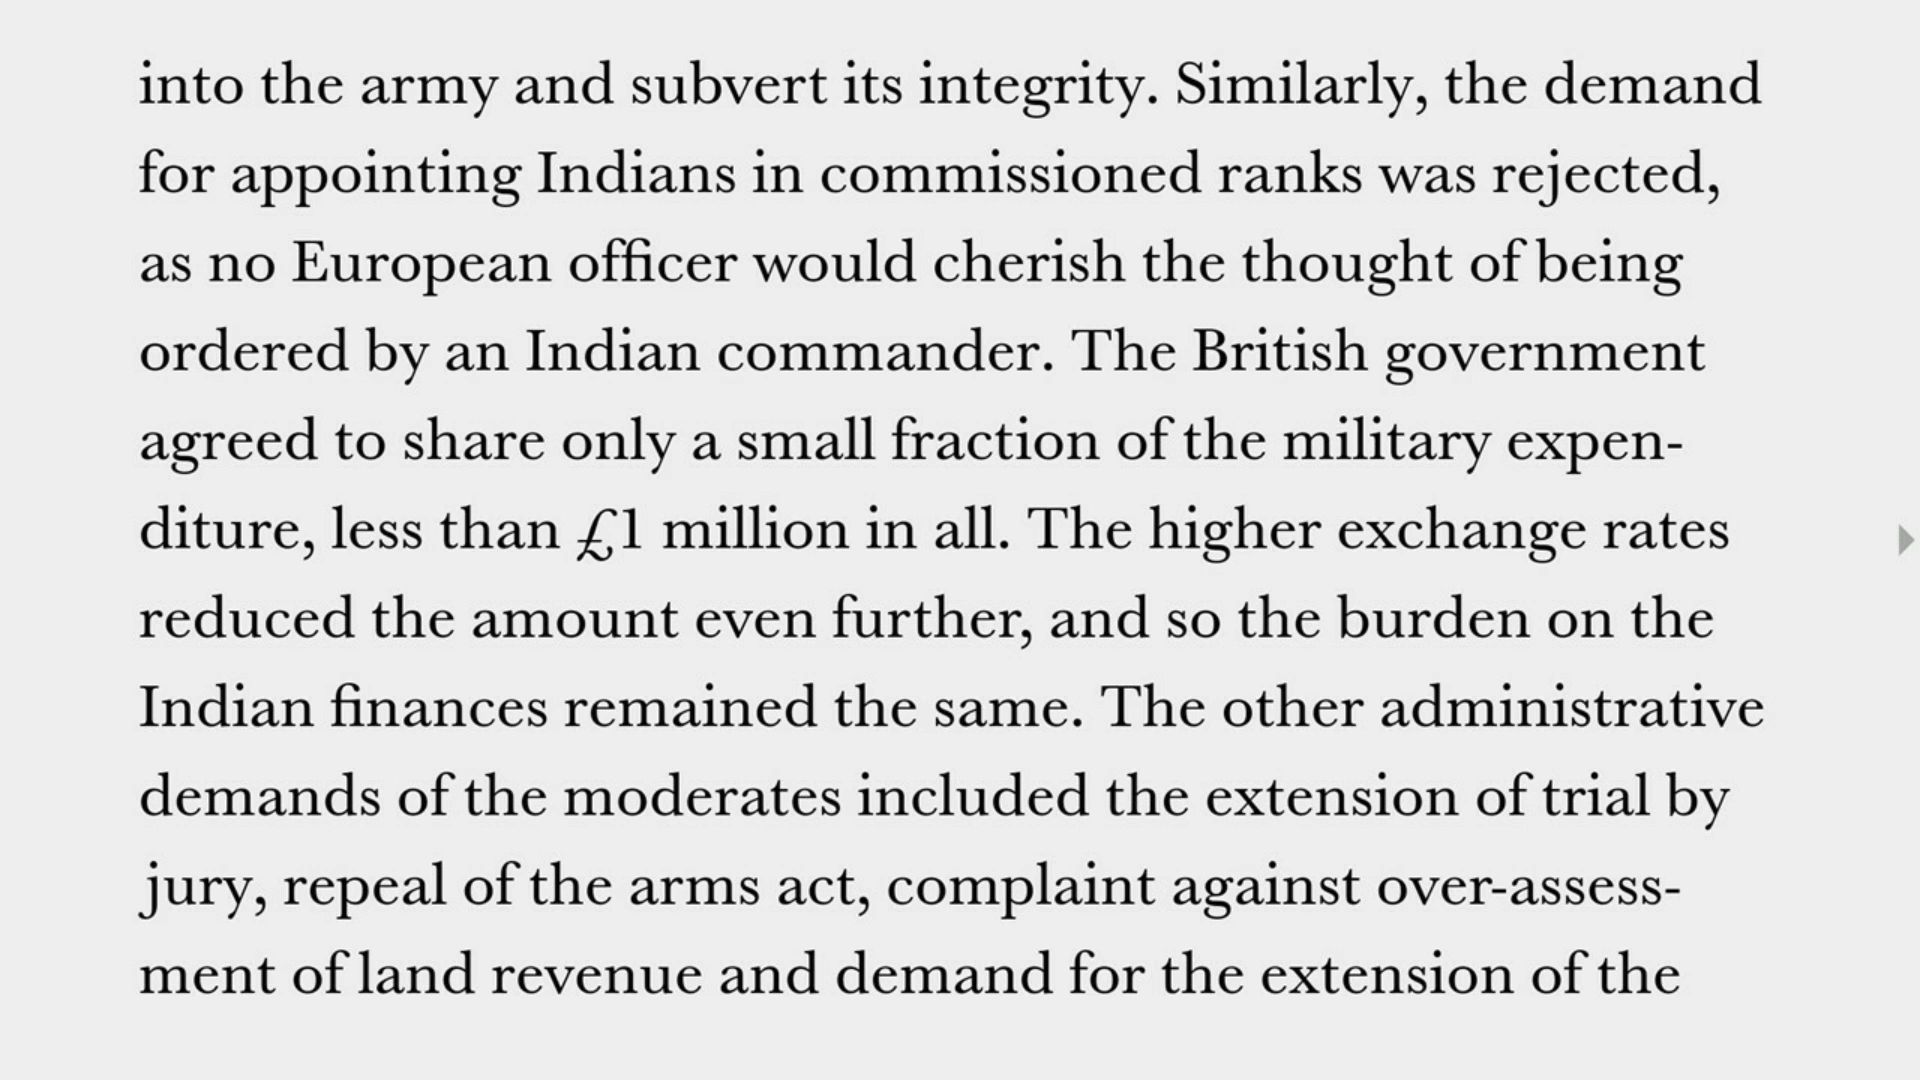 into the army and subvert its integrity. Similarly, the demand
for appointing Indians in commissioned ranks was rejected,
as no European officer would cherish the thought of being
ordered by an Indian commander. The British government
agreed to share only a small fraction of the military expen-
diture, less than £1 million in all. The higher exchange rates
reduced the amount even further, and so the burden on the
Indian finances remained the same. The other administrative
demands of the moderates included the extension of trial by
jury, repeal of the arms act, complaint against over-assess-
ment of land revenue and demand for the extension of the